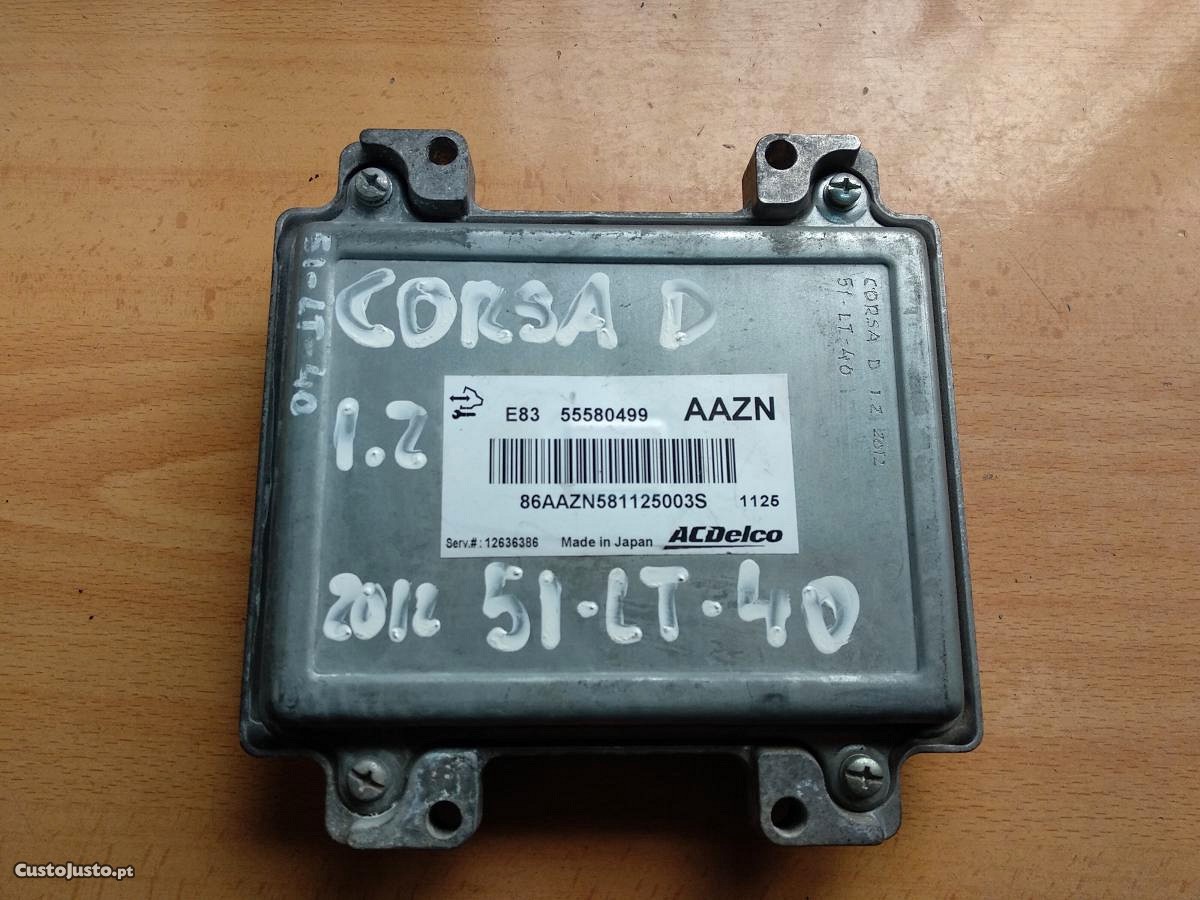 CORSA D
1.2
E83 55580499 AAZN
86AAZN581125003S 1125
Serv.#: 12636386 Made in Japan ACDelco
2012 51-LT-40
51-LT-40
CORSA D 1.2 2012
51-LT-40
CustoJusto.pt